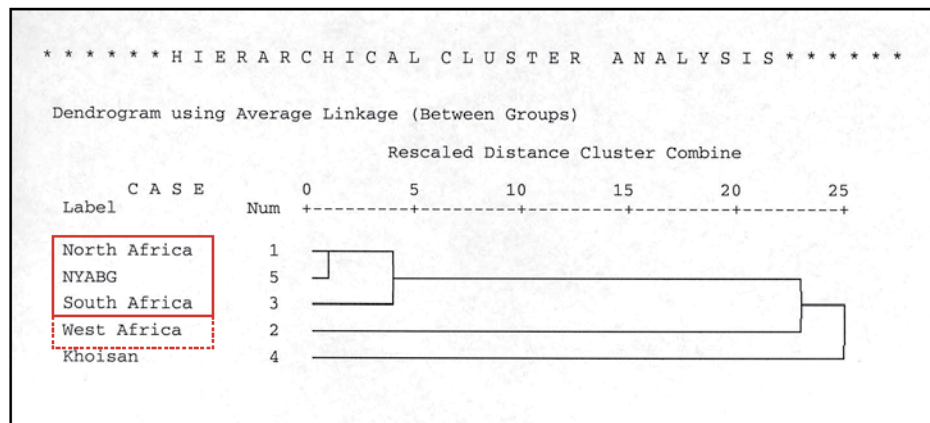 * * * * * * H I E R A R C H I C A L C L U S T E R A N A L Y S I S * * * * * *
Dendrogram using Average Linkage (Between Groups)
Rescaled Distance Cluster Combine
C A S E 0 5 10 15 20 25
Label Num +---------+---------+---------+---------+---------+
North Africa 1
NYABG 5
South Africa 3
West Africa 2
Khoisan 4